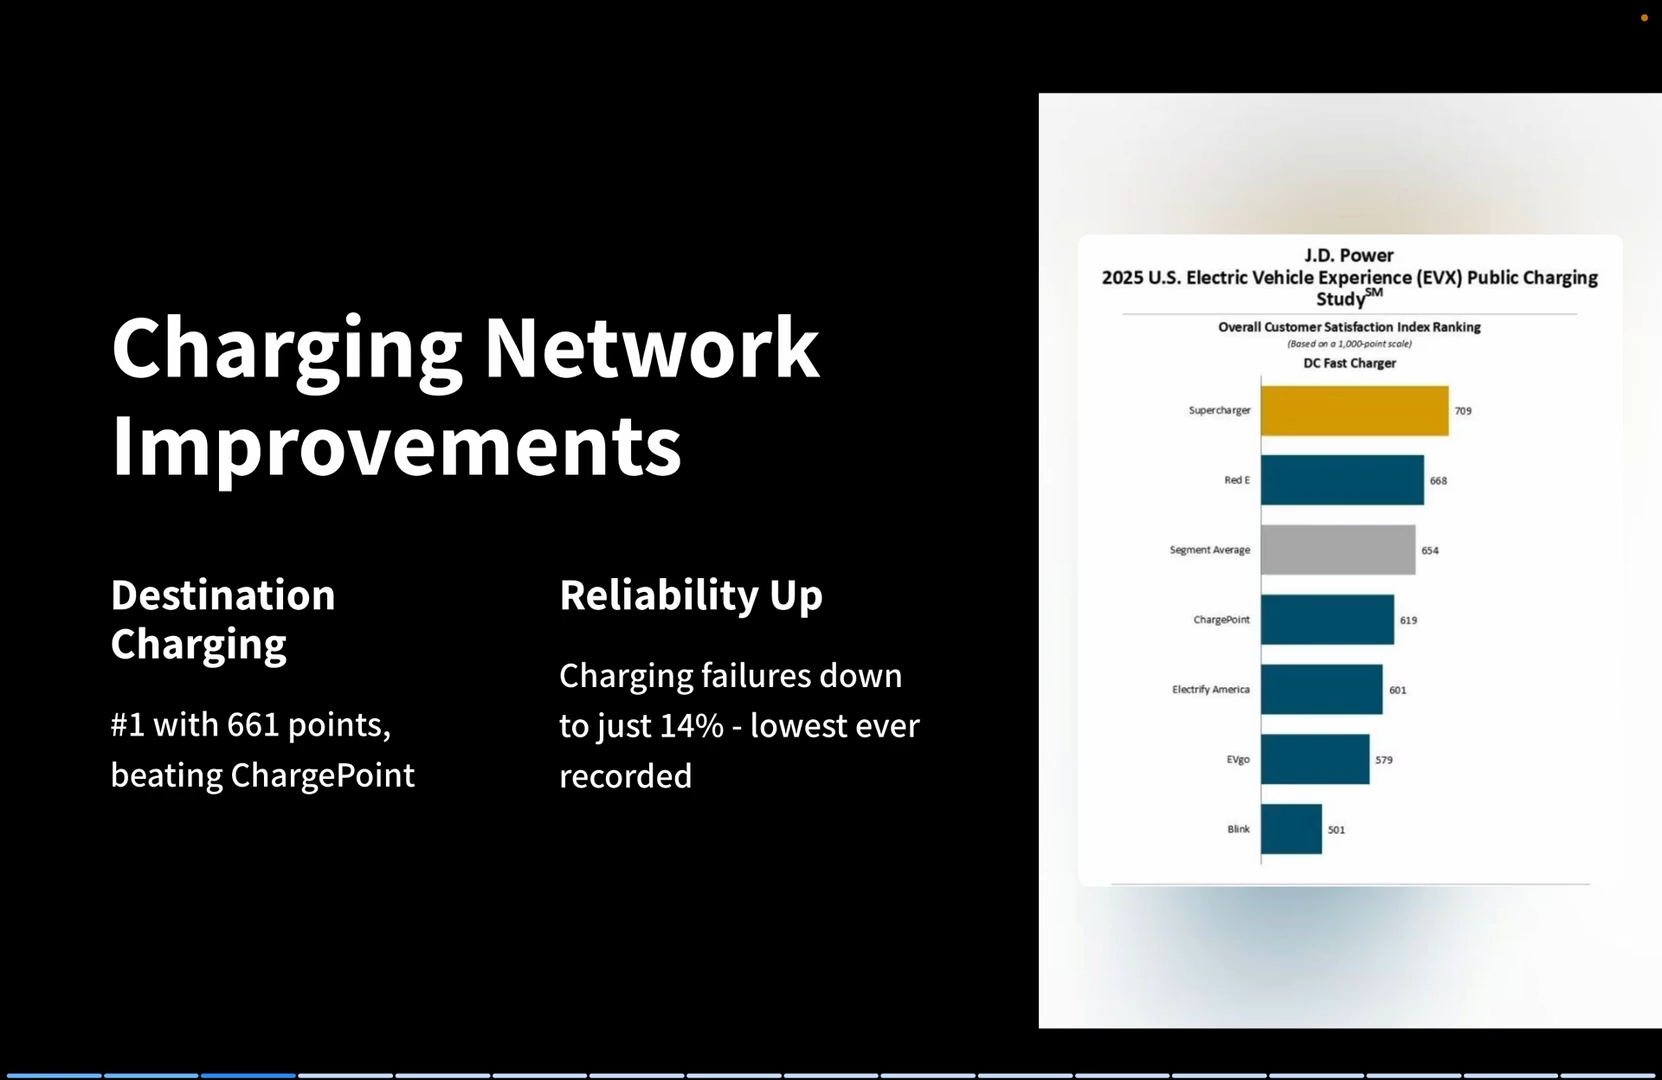 Charging Network
Improvements
Destination
Charging
#1 with 661 points,
beating ChargePoint
Reliability Up
Charging failures down
to just 14% - lowest ever
recorded
J.D. Power
2025 U.S. Electric Vehicle Experience (EVX) Public Charging
Study℠
Overall Customer Satisfaction Index Ranking
(Based on a 1,000-point scale)
DC Fast Charger
Supercharger 709
Red E 668
Segment Average 654
ChargePoint 619
Electrify America 601
EVgo 579
Blink 501